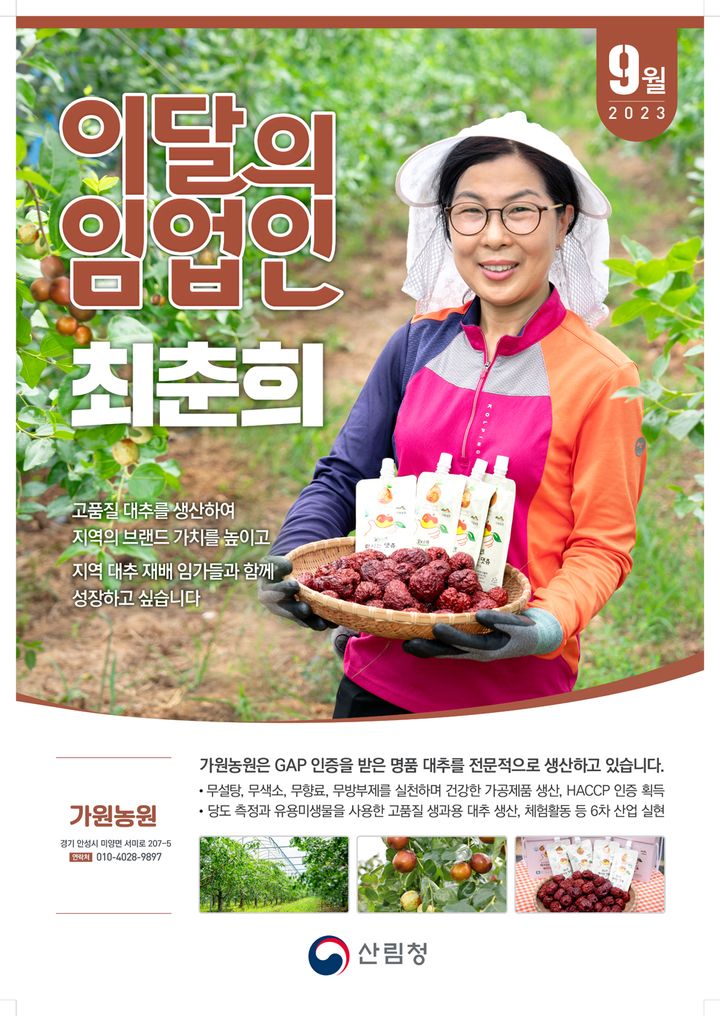 9월
2023
이달의
임업인
최춘희
고품질 대추를 생산하여
지역의 브랜드 가치를 높이고
지역 대추 재배 임가들과 함께
성장하고 싶습니다
KOLPING
가원농원은 GAP 인증을 받은 명품 대추를 전문적으로 생산하고 있습니다.
• 무설탕, 무색소, 무향료, 무방부제를 실천하며 건강한 가공제품 생산, HACCP 인증 획득
• 당도 측정과 유용미생물을 사용한 고품질 생과용 대추 생산, 체험활동 등 6차 산업 실현
가원농원
경기 안성시 미양면 서미로 207-5
연락처 010-4028-9897
산림청